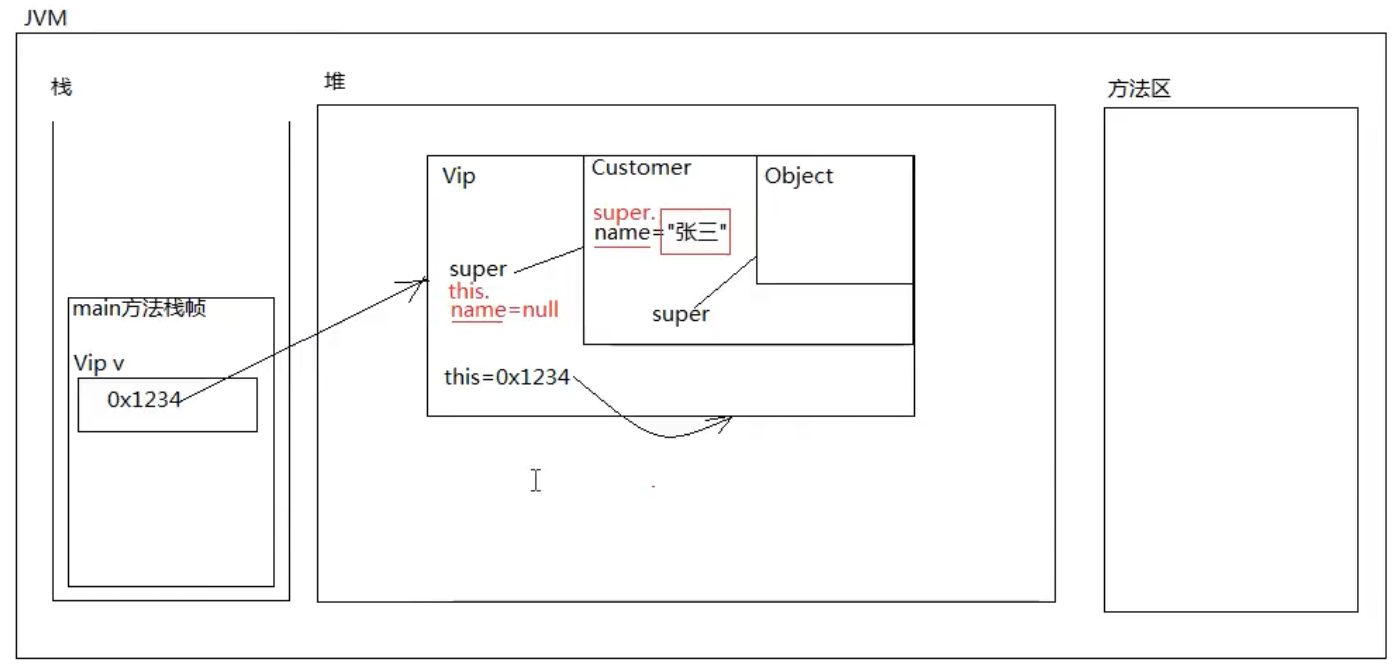 JVM
栈
堆
方法区
main方法栈帧
Vip v
0x1234
Vip
super
this.
name=null
this=0x1234
Customer
super.
name="张三"
super
Object